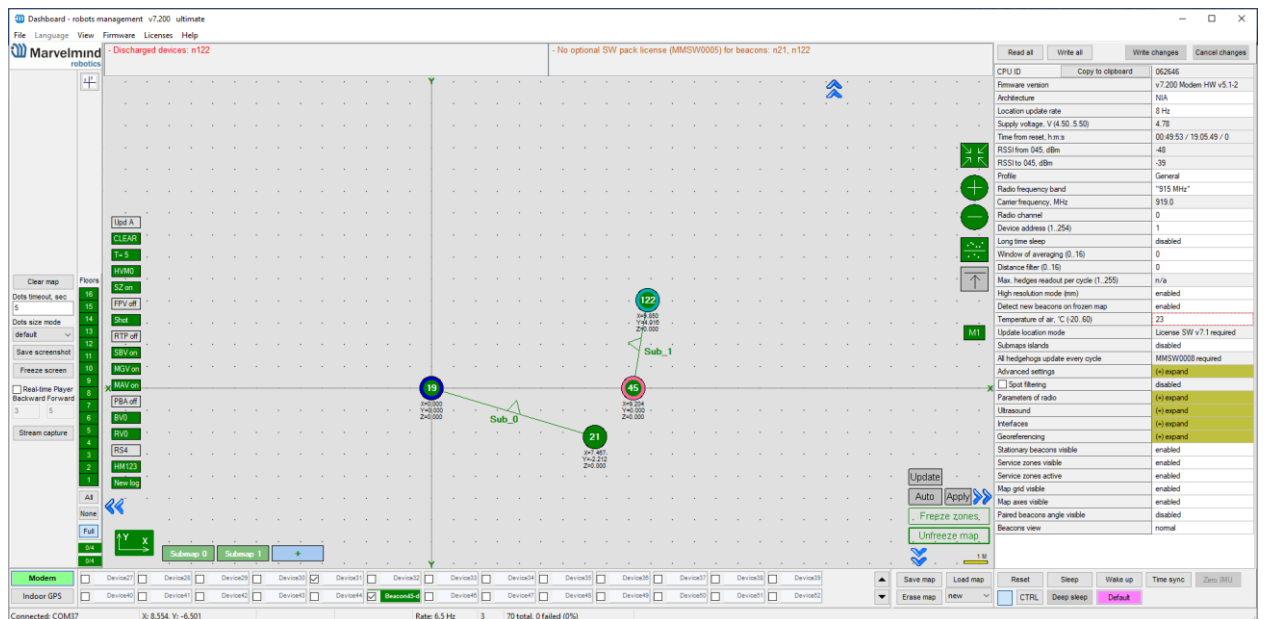 Dashboard - robots management v7.200 ultimate
File Language View Firmware Licenses Help
Marvelmind
robotics
- Discharged devices: n122
- No optional SW pack license (MMSW0005) for beacons: n21, n122
Clear map
Dots timeout, sec
5
Dots size mode
default
Save screenshot
Freeze screen
Real-time Player
Backward Forward
3 5
Stream capture
Floors
16
15
14
13
12
11
10
9
8
7
6
5
4
3
2
1
All
None
Full
0/4
0/4
Upd A
CLEAR
T= 5
HVM0
SZ on
FPV off
Shot
RTP off
SBV on
MGV on
MAV on
PBA off
BV0
RV0
RS4
HM123
New log
Y
X
X
Y
122
Y=4.916
Z=0.000
Sub_1
19
X=0.000
Y=0.000
Z=0.000
45
X=9.204
Y=0.000
Z=0.000
Sub_0
21
X=7.467,
Y=-2.212
Z=0.000
M1
Update
Auto Apply
Freeze zones
Unfreeze map
1 M
Y X
Submap 0 Submap 1 +
Read all Write all Write changes Cancel changes
CPU ID Copy to clipboard 062646
Firmware version v7.200 Modem HW v5.1-2
Architecture NIA
Location update rate 8 Hz
Supply voltage, V (4.50..5.50) 4.78
Time from reset, h:m:s 00:49:53 / 19.05.49 / 0
RSSI from 045, dBm -48
RSSI to 045, dBm -39
Profile General
Radio frequency band "915 MHz"
Carrier frequency, MHz 919.0
Radio channel 0
Device address (1..254) 1
Long time sleep disabled
Window of averaging (0..16) 0
Distance filter (0..16) 0
Max. hedges readout per cycle (1..255) n/a
High resolution mode (mm) enabled
Detect new beacons on frozen map enabled
Temperature of air, °C (-20..60) 23
Update location mode License SW v7.1 required
Submaps islands disabled
All hedgehogs update every cycle MMSW0008 required
Advanced settings (+) expand
Spot filtering disabled
Parameters of radio (+) expand
Ultrasound (+) expand
Interfaces (+) expand
Georeferencing (+) expand
Stationary beacons visible enabled
Service zones visible enabled
Service zones active enabled
Map grid visible enabled
Map axes visible enabled
Paired beacons angle visible disabled
Beacons view normal
Modem Device27 Device28 Device29 Device30 Device31 Device32 Device33 Device34 Device35 Device36 Device37 Device38 Device39
Indoor GPS Device40 Device41 Device42 Device43 Device44 Beacon45-d Device46 Device47 Device48 Device49 Device50 Device51 Device52
Save map Load map
Erase map new
Reset Sleep Wake up Time sync Zero IMU
CTRL Deep sleep Default
Connected: COM37 X: 8,554, Y: -6,501 Rate: 6.5 Hz 3 70 total, 0 failed (0%)